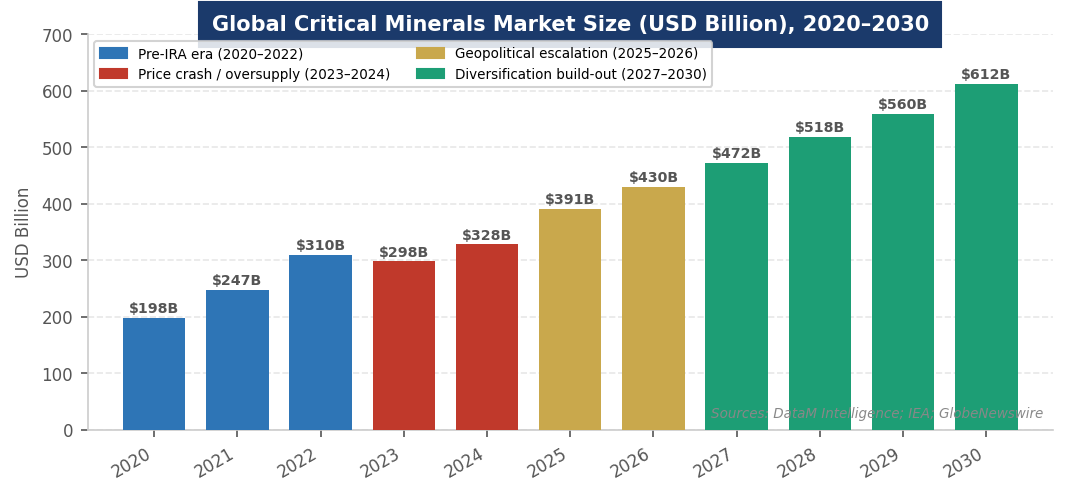 Global Critical Minerals Market Size (USD Billion), 2020–2030
Pre-IRA era (2020–2022)
Price crash / oversupply (2023–2024)
Geopolitical escalation (2025–2026)
Diversification build-out (2027–2030)
USD Billion
700
600
500
400
300
200
100
0
$198B
$247B
$310B
$298B
$328B
$391B
$430B
$472B
$518B
$560B
$612B
Sources: DataM Intelligence; IEA; GlobeNewswire
2020
2021
2022
2023
2024
2025
2026
2027
2028
2029
2030